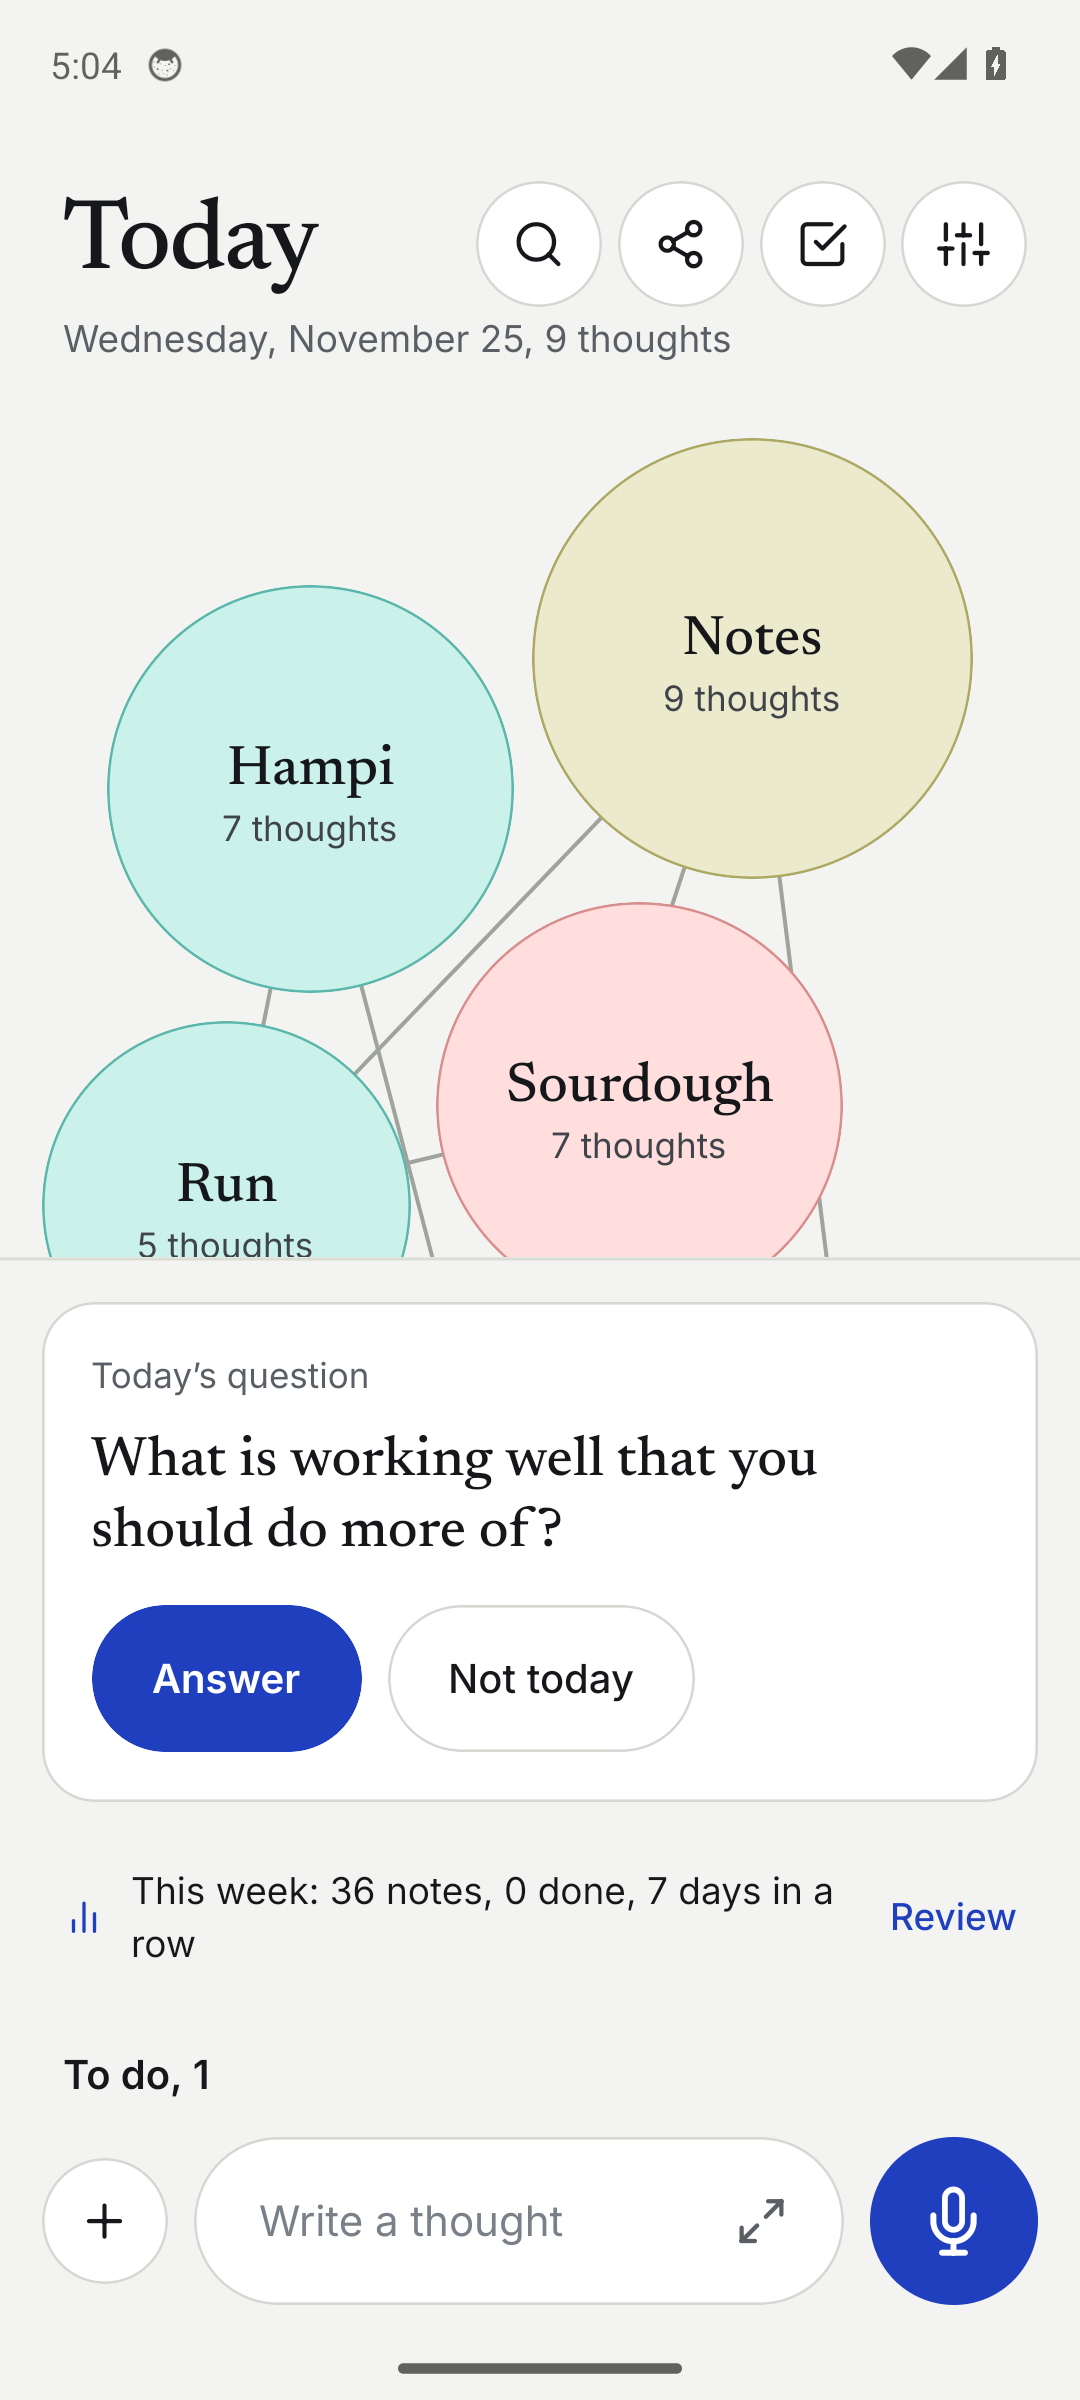 5:04
Today
Wednesday, November 25, 9 thoughts
Notes
9 thoughts
Hampi
7 thoughts
Sourdough
7 thoughts
Run
5 thoughts
Today’s question
What is working well that you
should do more of?
Answer
Not today
This week: 36 notes, 0 done, 7 days in a
row
Review
To do, 1
Write a thought